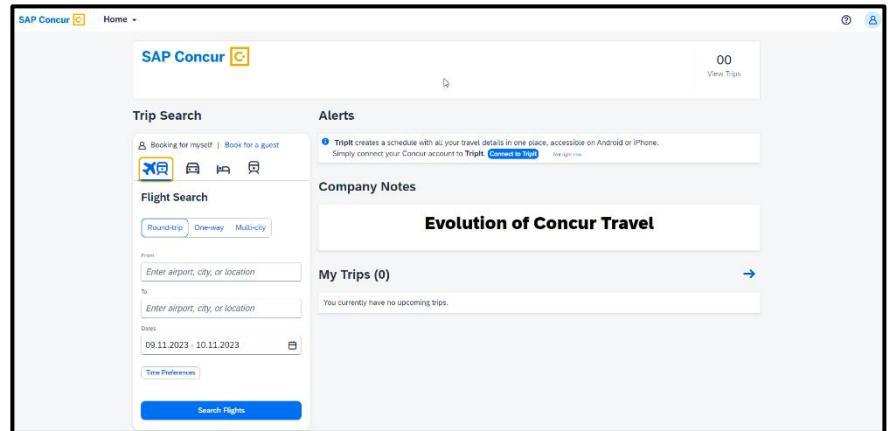 SAP Concur C Home
SAP Concur C
00
View Trips
Trip Search
Booking for myself | Book for a guest
Flight Search
Round-trip One-way Multi-city
From
Enter airport, city, or location
To
Enter airport, city, or location
Dates
09.11.2023 - 10.11.2023
Time Preferences
Search Flights
Alerts
TripIt creates a schedule with all your travel details in one place, accessible on Android or iPhone.
Simply connect your Concur account to TripIt. Connect to TripIt Not right now
Company Notes
Evolution of Concur Travel
My Trips (0)
You currently have no upcoming trips.